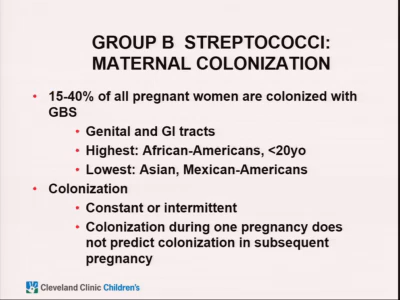 GROUP B STREPTOCOCCI:
MATERNAL COLONIZATION
• 15-40% of all pregnant women are colonized with
GBS
• Genital and GI tracts
• Highest: African-Americans, <20yo
• Lowest: Asian, Mexican-Americans
• Colonization
• Constant or intermittent
• Colonization during one pregnancy does
not predict colonization in subsequent
pregnancy
Cleveland Clinic Children's